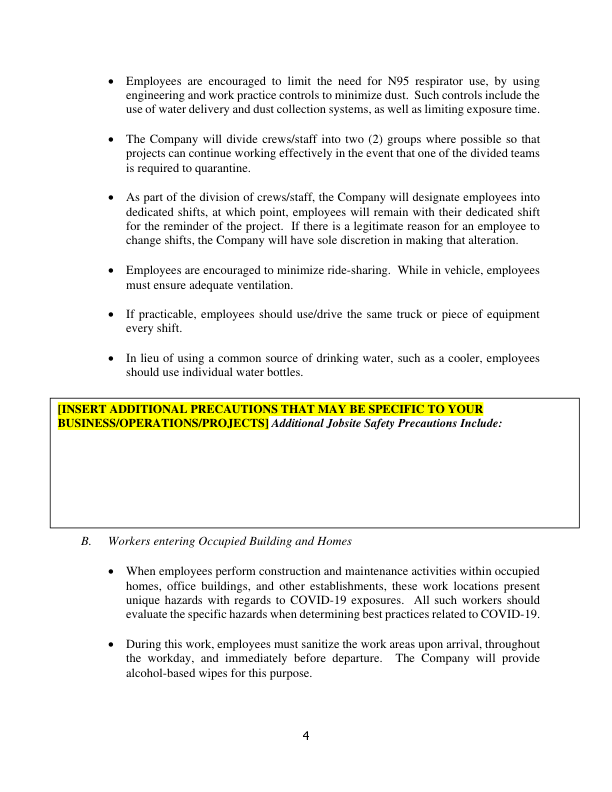 • Employees are encouraged to limit the need for N95 respirator use, by using
engineering and work practice controls to minimize dust.  Such controls include the
use of water delivery and dust collection systems, as well as limiting exposure time.
• The Company will divide crews/staff into two (2) groups where possible so that
projects can continue working effectively in the event that one of the divided teams
is required to quarantine.
• As part of the division of crews/staff, the Company will designate employees into
dedicated shifts, at which point, employees will remain with their dedicated shift
for the reminder of the project.  If there is a legitimate reason for an employee to
change shifts, the Company will have sole discretion in making that alteration.
• Employees are encouraged to minimize ride-sharing.  While in vehicle, employees
must ensure adequate ventilation.
• If practicable, employees should use/drive the same truck or piece of equipment
every shift.
• In lieu of using a common source of drinking water, such as a cooler, employees
should use individual water bottles.
[INSERT ADDITIONAL PRECAUTIONS THAT MAY BE SPECIFIC TO YOUR
BUSINESS/OPERATIONS/PROJECTS] Additional Jobsite Safety Precautions Include:
B. Workers entering Occupied Building and Homes
• When employees perform construction and maintenance activities within occupied
homes, office buildings, and other establishments, these work locations present
unique hazards with regards to COVID-19 exposures.  All such workers should
evaluate the specific hazards when determining best practices related to COVID-19.
• During this work, employees must sanitize the work areas upon arrival, throughout
the workday, and immediately before departure.  The Company will provide
alcohol-based wipes for this purpose.
4